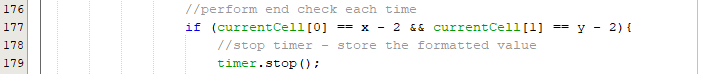 176 //perform end check each time
177 if (currentCell[0] == x - 2 && currentCell[1] == y - 2){
178 //stop timer - store the formatted value
179 timer.stop();